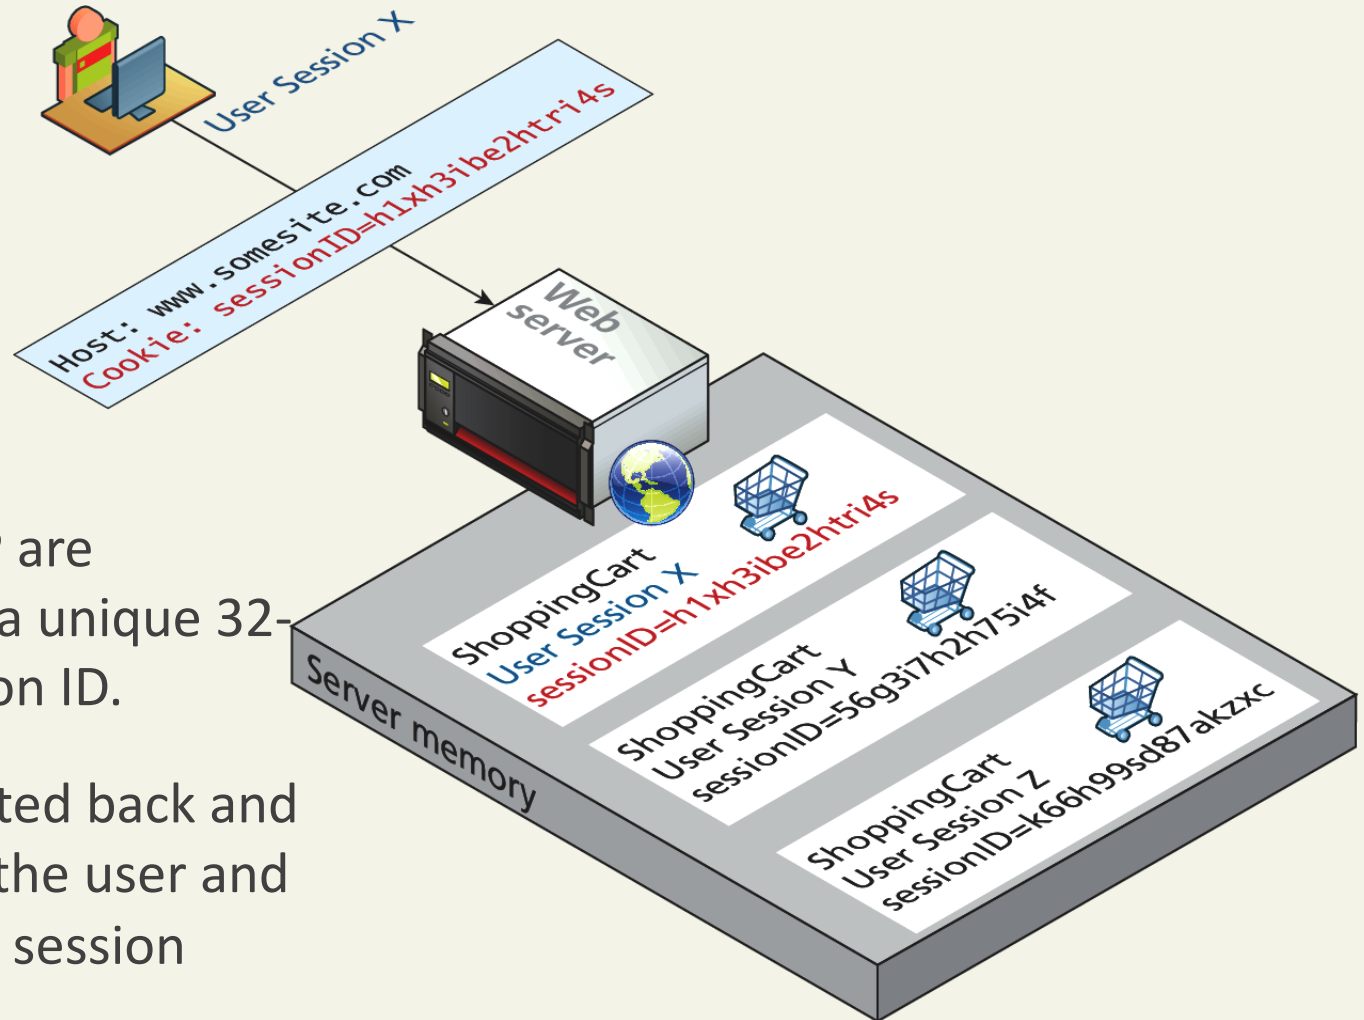 User Session X
Host: www.somesite.com
Cookie: sessionID=h1xh3ibe2htri4s
Web
server
ShoppingCart
User Session X
sessionID=h1xh3ibe2htri4s
ShoppingCart
User Session Y
sessionID=56g3i7h2h75i4f
ShoppingCart
User Session Z
sessionID=k66h99sd87akzxc
Server memory
are
a unique 32-
on ID.
ted back and
the user and
session